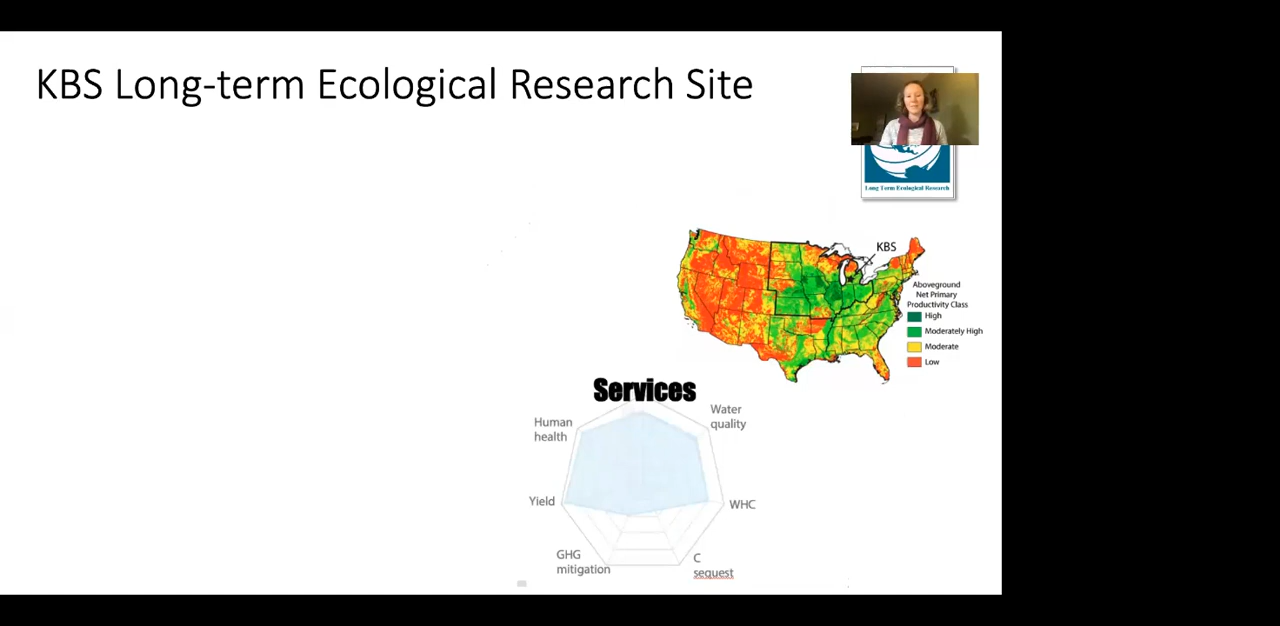 KBS Long-term Ecological Research Site
Long Term Ecological Research
KBS
Aboveground
Net Primary
Productivity Class
High
Moderately High
Moderate
Low
Services
Water
quality
Human
health
Yield
WHC
GHG
mitigation
C
sequest